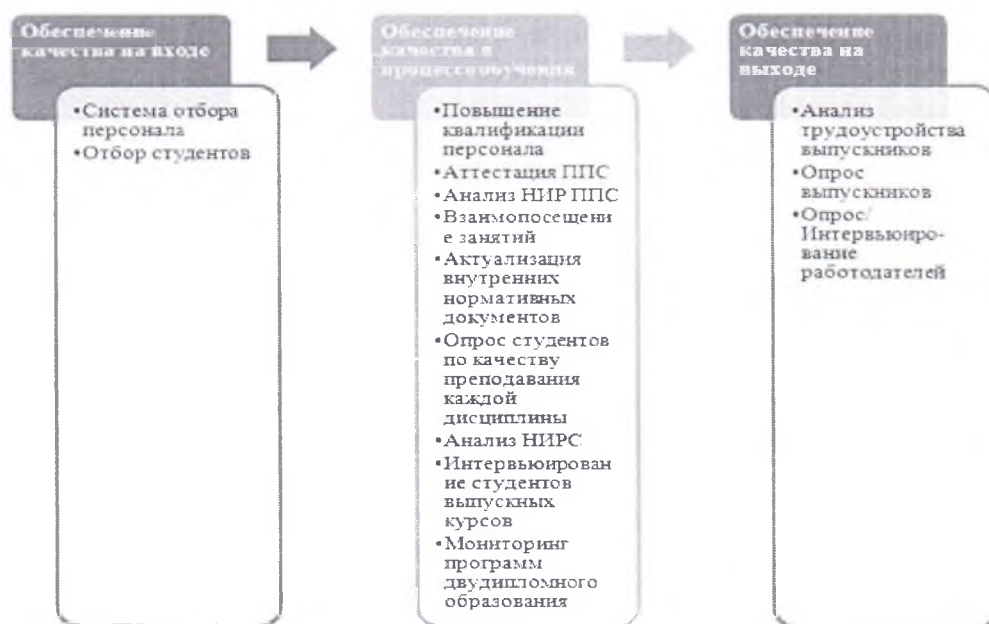 Обеспечение
качества на входе
•Система отбора
персонала
•Отбор студентов
Обеспечение
качества в
процессе обучения
•Повышение
квалификации
персонала
•Аттестация ППС
•Анализ НИР ППС
•Взаимопосещени
е занятий
•Актуализация
внутренних
нормативных
документов
•Опрос студентов
по качеству
преподавания
каждой
дисциплины
•Анализ НИРС
•Интервьюирован
ие студентов
выпускных
курсов
•Мониторинг
программ
двудипломного
образования
Обеспечение
качества на
выходе
•Анализ
трудоустройства
выпускников
•Опрос
выпускников
•Опрос/
Интервьюиро-
вание
работодателей